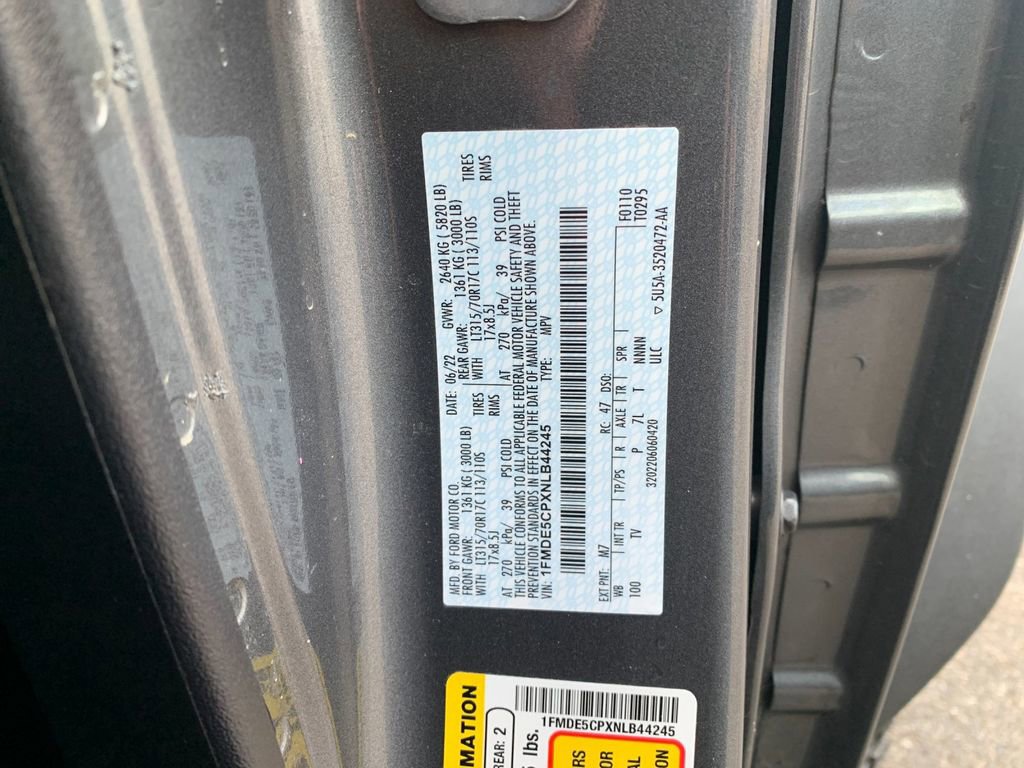 MFD. BY FORD MOTOR CO. DATE: 06/22 GVWR: 2640 KG ( 5820 LB)
FRONT GAWR: 1361 KG ( 3000 LB) REAR GAWR: 1361 KG ( 3000 LB)
WITH LT315/70R17C 113/110S TIRES WITH LT315/70R17C 113/110S TIRES
17x8.5J RIMS 17x8.5J RIMS
AT 270 kPa/ 39 PSI COLD AT 270 kPa/ 39 PSI COLD
THIS VEHICLE CONFORMS TO ALL APPLICABLE FEDERAL MOTOR VEHICLE SAFETY AND THEFT
PREVENTION STANDARDS IN EFFECT ON THE DATE OF MANUFACTURE SHOWN ABOVE.
VIN: 1FMDE5CPXNLB44245 TYPE: MPV
EXT PNT: M7 RC: 47 DSO: F0110
WB INT TR TP/PS R AXLE TR SPR T0295
100 TV P 7L T NNNN
3202206060420 ULC ▽ 5U5A-3520472-AA
MATION
REAR: 2
lbs.
1FMDE5CPXNLB44245